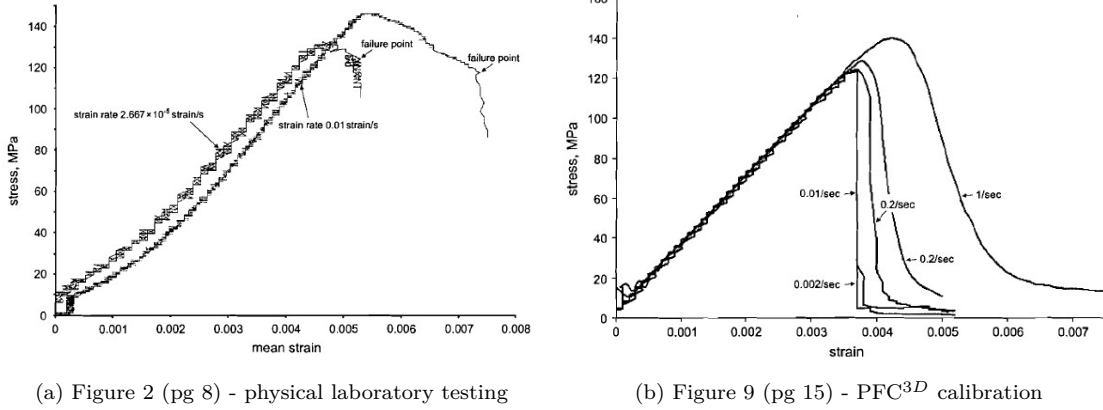 140
120
100
80
60
40
20
0
stress, MPa
0 0.001 0.002 0.003 0.004 0.005 0.006 0.007 0.008
mean strain
strain rate 2.667 × 10⁻⁵ strain/s
strain rate 0.01 strain/s
failure point
failure point
(a) Figure 2 (pg 8) - physical laboratory testing
160
140
120
100
80
60
40
20
0
stress, MPa
0 0.001 0.002 0.003 0.004 0.005 0.006 0.007
strain
0.01/sec
0.2/sec
1/sec
0.2/sec
0.002/sec
(b) Figure 9 (pg 15) - PFC³ᴰ calibration